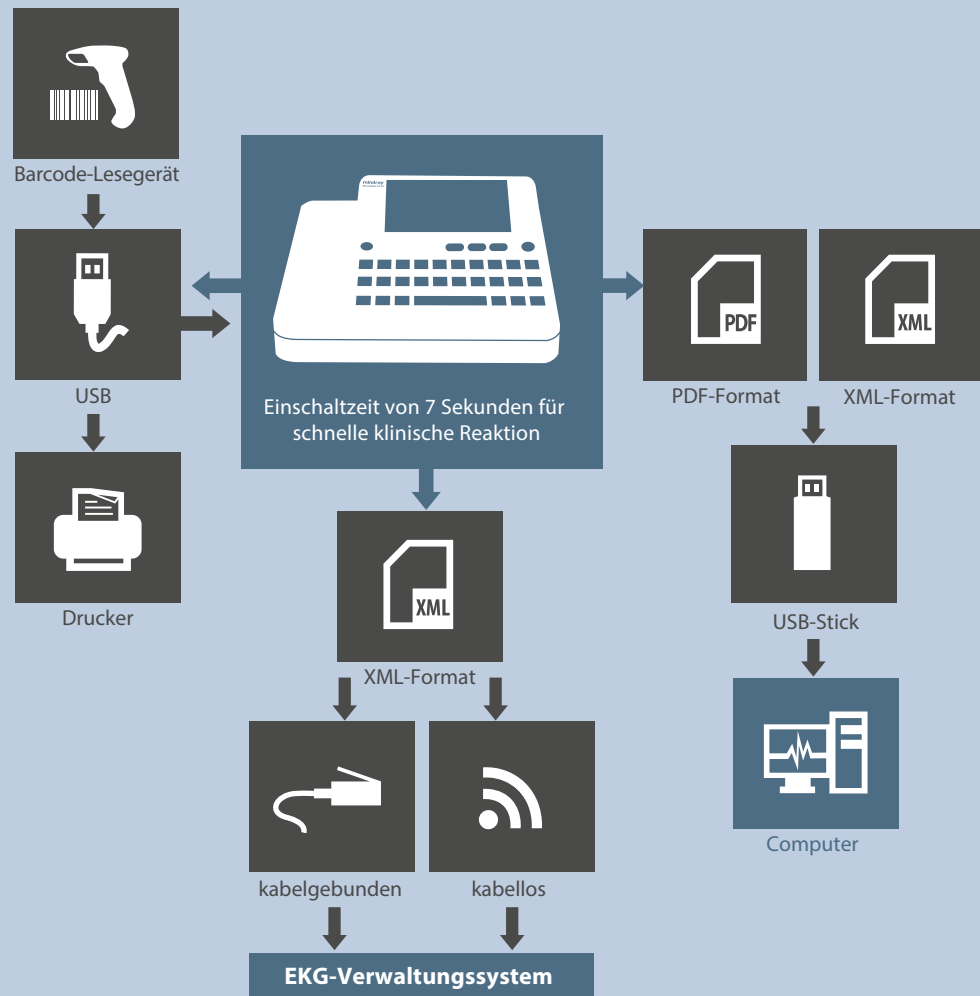 Barcode-Lesegerät
USB
Drucker
mindray
Einschaltzeit von 7 Sekunden für
schnelle klinische Reaktion
PDF
XML
PDF-Format
XML-Format
USB-Stick
Computer
XML
XML-Format
kabelgebunden
kabellos
EKG-Verwaltungssystem